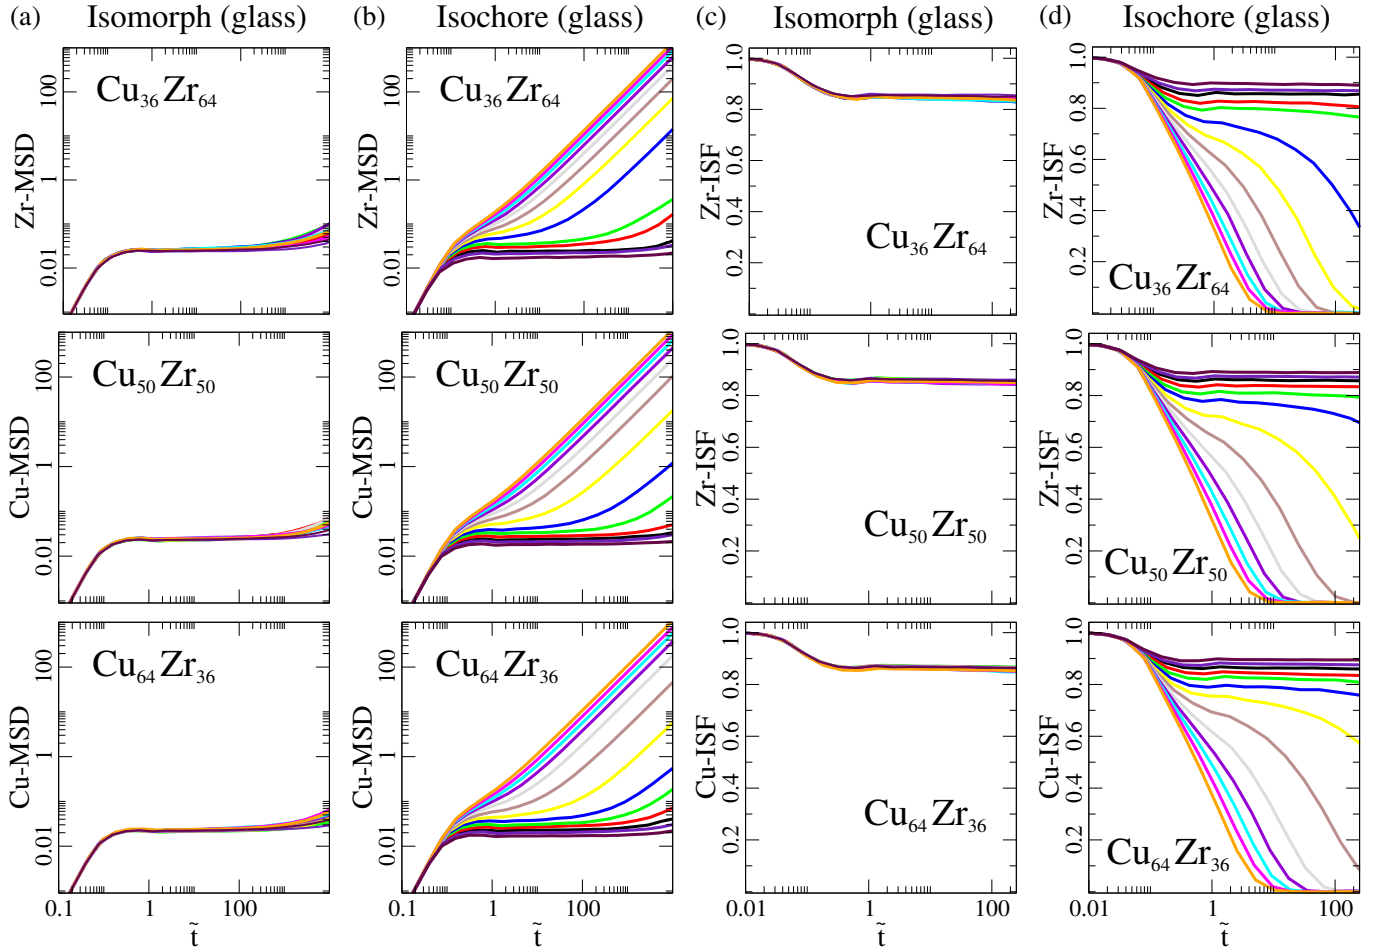 (a) Isomorph (glass) (b) Isochore (glass) (c) Isomorph (glass) (d) Isochore (glass)
Zr-MSD 100 1 0.01 Cu36Zr64
Zr-MSD 100 1 0.01 Cu36Zr64
Zr-ISF 1.0 0.8 0.6 0.4 0.2 Cu36Zr64
Zr-ISF 1.0 0.8 0.6 0.4 0.2 Cu36Zr64
Cu-MSD 100 1 0.01 Cu50Zr50
Cu-MSD 100 1 0.01 Cu50Zr50
Zr-ISF 1.0 0.8 0.6 0.4 0.2 Cu50Zr50
Zr-ISF 1.0 0.8 0.6 0.4 0.2 Cu50Zr50
Cu-MSD 100 1 0.01 Cu64Zr36
Cu-MSD 100 1 0.01 Cu64Zr36
Cu-ISF 1.0 0.8 0.6 0.4 0.2 Cu64Zr36
Cu-ISF 1.0 0.8 0.6 0.4 0.2 Cu64Zr36
0.1 1 100 0.1 1 100 0.01 1 100 0.01 1 100
t̃ t̃ t̃ t̃